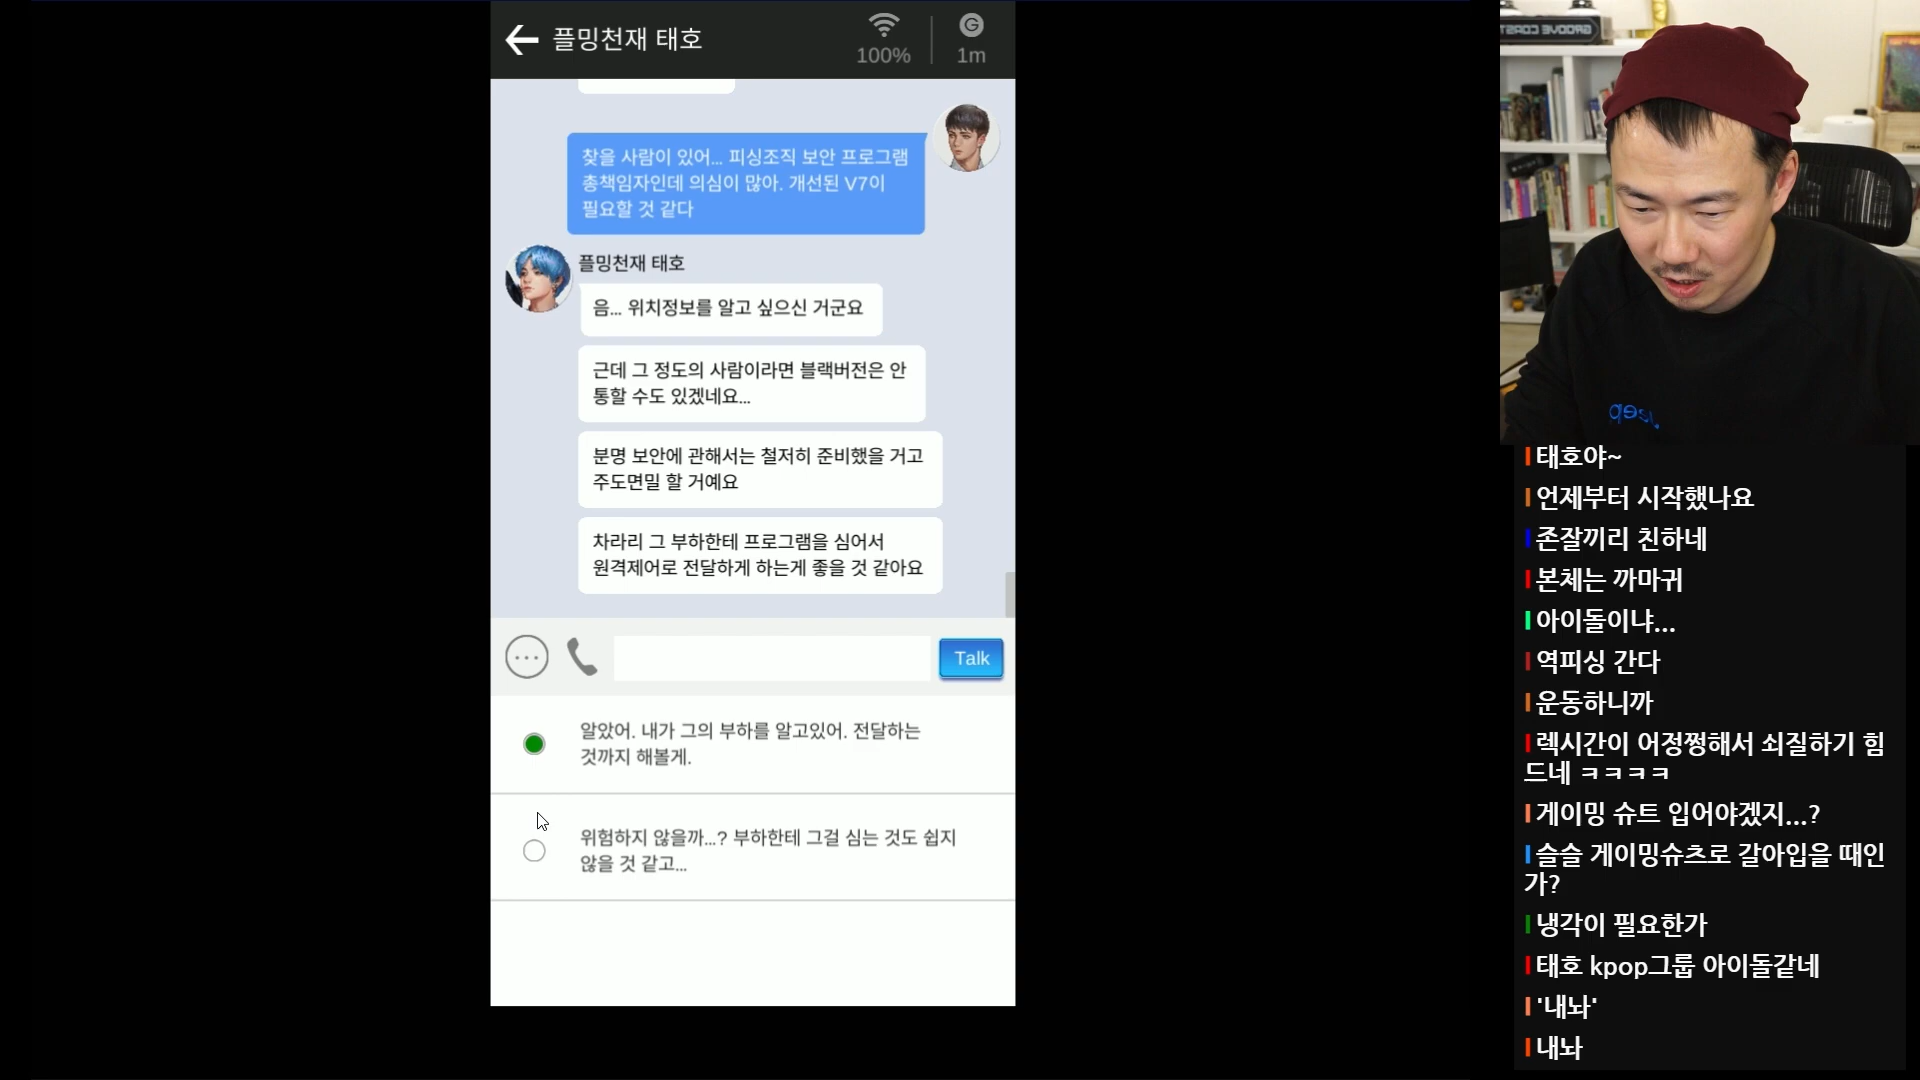 플밍천재 태호
100%
G
1m
찾을 사람이 있어... 피싱조직 보안 프로그램
총책임자인데 의심이 많아. 개선된 V7이
필요할 것 같다
플밍천재 태호
음... 위치정보를 알고 싶으신 거군요
근데 그 정도의 사람이라면 블랙버전은 안
통할 수도 있겠네요...
분명 보안에 관해서는 철저히 준비했을 거고
주도면밀 할 거예요
차라리 그 부하한테 프로그램을 심어서
원격제어로 전달하게 하는게 좋을 것 같아요
Talk
알았어. 내가 그의 부하를 알고있어. 전달하는
것까지 해볼게.
위험하지 않을까...? 부하한테 그걸 심는 것도 쉽지
않을 것 같고...
GROOVE COAST
태호야~
언제부터 시작했나요
존잘끼리 친하네
본체는 까마귀
아이돌이냐...
역피싱 간다
운동하니까
렉시간이 어정쩡해서 쇠질하기 힘
드네 ㅋㅋㅋㅋ
게이밍 슈트 입어야겠지...?
슬슬 게이밍슈츠로 갈아입을 때인
가?
냉각이 필요한가
태호 kpop그룹 아이돌같네
'내놔'
내놔